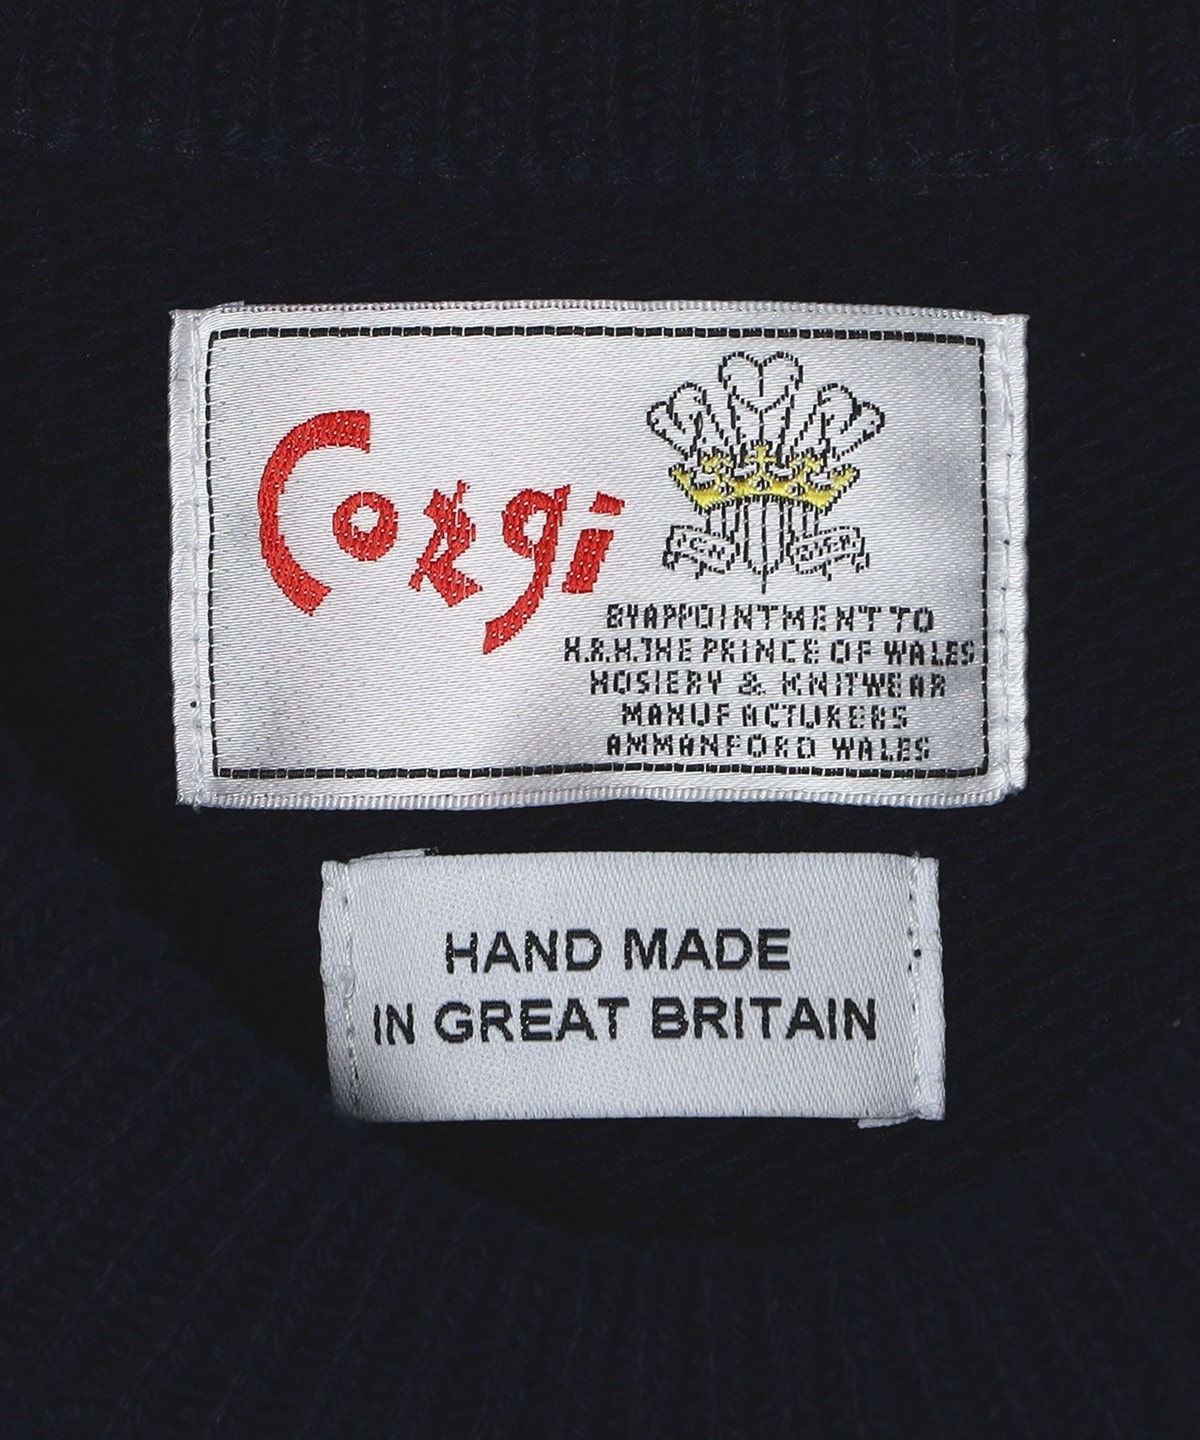 Corgi
BY APPOINTMENT TO
H.R.H. THE PRINCE OF WALES
HOSIERY & KNITWEAR
MANUFACTURERS
AMMANFORD WALES
HAND MADE
IN GREAT BRITAIN